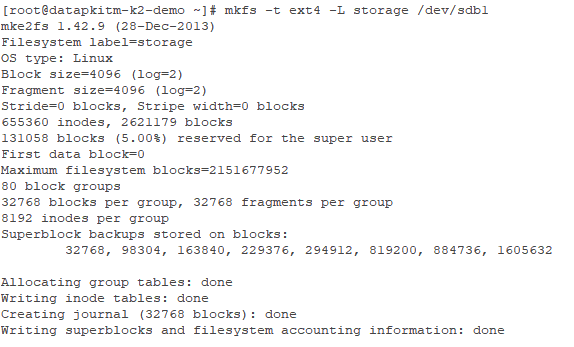 [root@datapkitm-k2-demo ~]# mkfs -t ext4 -L storage /dev/sdb1
mke2fs 1.42.9 (28-Dec-2013)
Filesystem label=storage
OS type: Linux
Block size=4096 (log=2)
Fragment size=4096 (log=2)
Stride=0 blocks, Stripe width=0 blocks
655360 inodes, 2621179 blocks
131058 blocks (5.00%) reserved for the super user
First data block=0
Maximum filesystem blocks=2151677952
80 block groups
32768 blocks per group, 32768 fragments per group
8192 inodes per group
Superblock backups stored on blocks:
        32768, 98304, 163840, 229376, 294912, 819200, 884736, 1605632

Allocating group tables: done
Writing inode tables: done
Creating journal (32768 blocks): done
Writing superblocks and filesystem accounting information: done